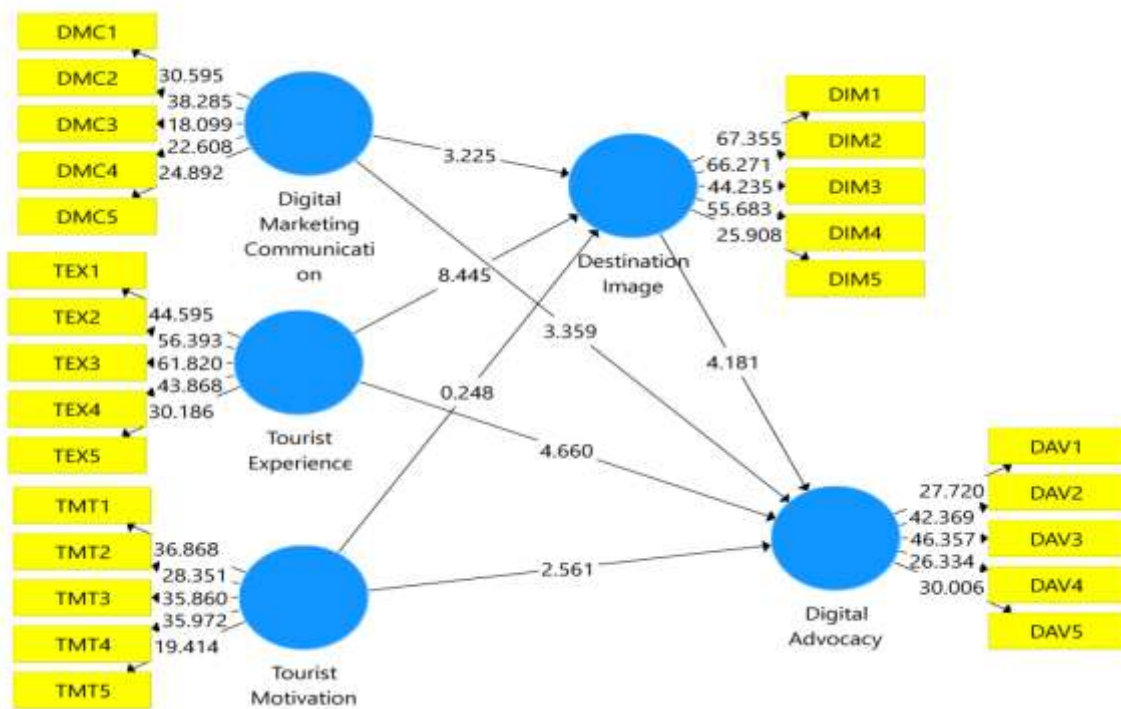 DMC1
DMC2
DMC3
DMC4
DMC5
30.595
38.285
18.099
22.608
24.892
Digital
Marketing
Communicati
on
TEX1
TEX2
TEX3
TEX4
TEX5
44.595
56.393
61.820
43.868
30.186
Tourist
Experience
TMT1
TMT2
TMT3
TMT4
TMT5
36.868
28.351
35.860
35.972
19.414
Tourist
Motivation
3.225
8.445
0.248
3.359
4.660
2.561
4.181
Destination
Image
67.355
66.271
44.235
55.683
25.908
DIM1
DIM2
DIM3
DIM4
DIM5
Digital
Advocacy
27.720
42.369
46.357
26.334
30.006
DAV1
DAV2
DAV3
DAV4
DAV5